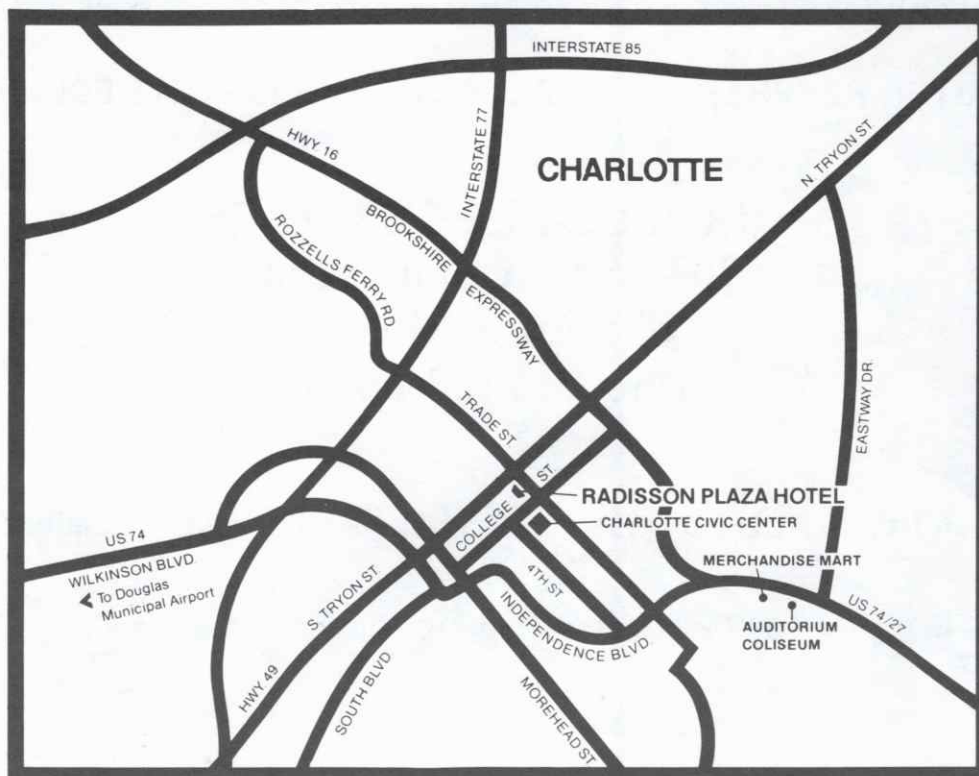 INTERSTATE 85
N. TRYON ST.
HWY 16
INTERSTATE 77
CHARLOTTE
BROOKSHIRE
EXPRESSWAY
ROZZELLS FERRY RD
EASTWAY DR.
TRADE ST.
COLLEGE ST.
RADISSON PLAZA HOTEL
CHARLOTTE CIVIC CENTER
US 74
WILKINSON BLVD.
To Douglas
Municipal Airport
S. TRYON ST.
4TH ST
MERCHANDISE MART
INDEPENDENCE BLVD.
AUDITORIUM
COLISEUM
US 74/27
HWY 49
SOUTH BLVD
MOREHEAD ST.